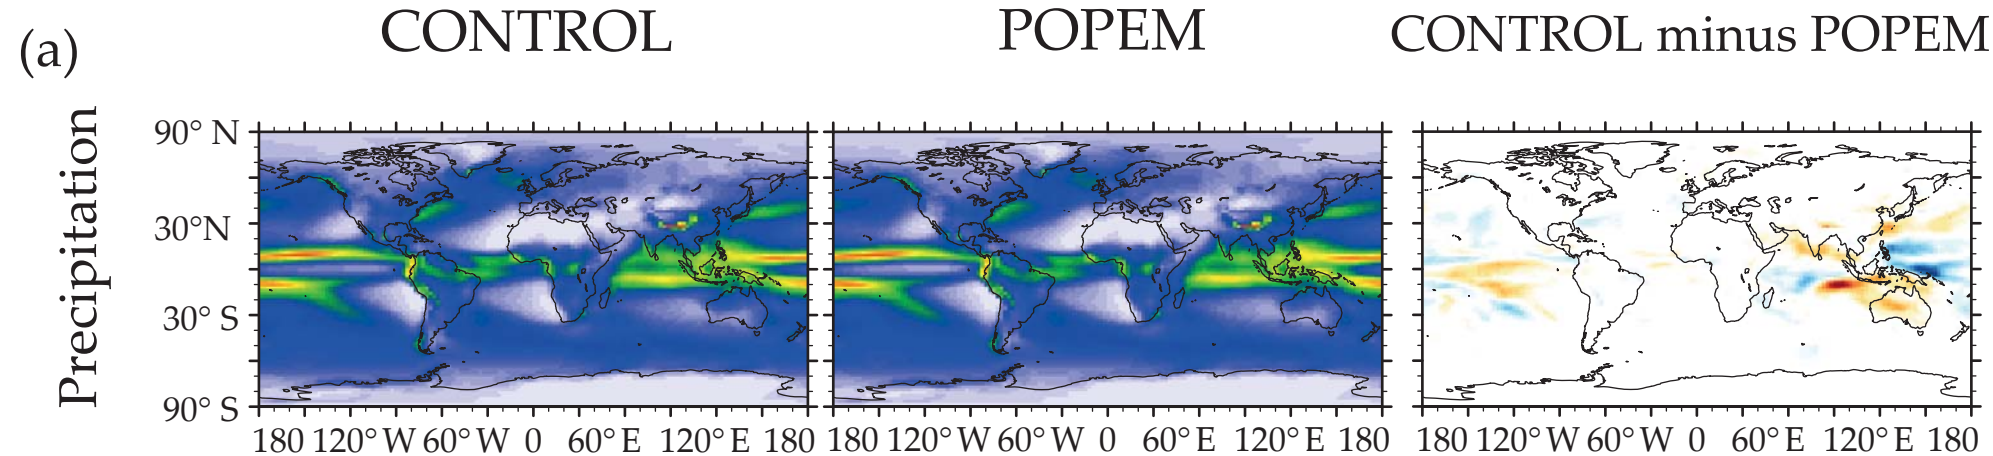 (a)
CONTROL
POPEM
CONTROL minus POPEM
Precipitation
90° N
30°N
30° S
90° S
180 120°W 60°W 0 60°E 120°E 180
180 120°W 60°W 0 60°E 120°E 180
180 120°W 60°W 0 60°E 120°E 180